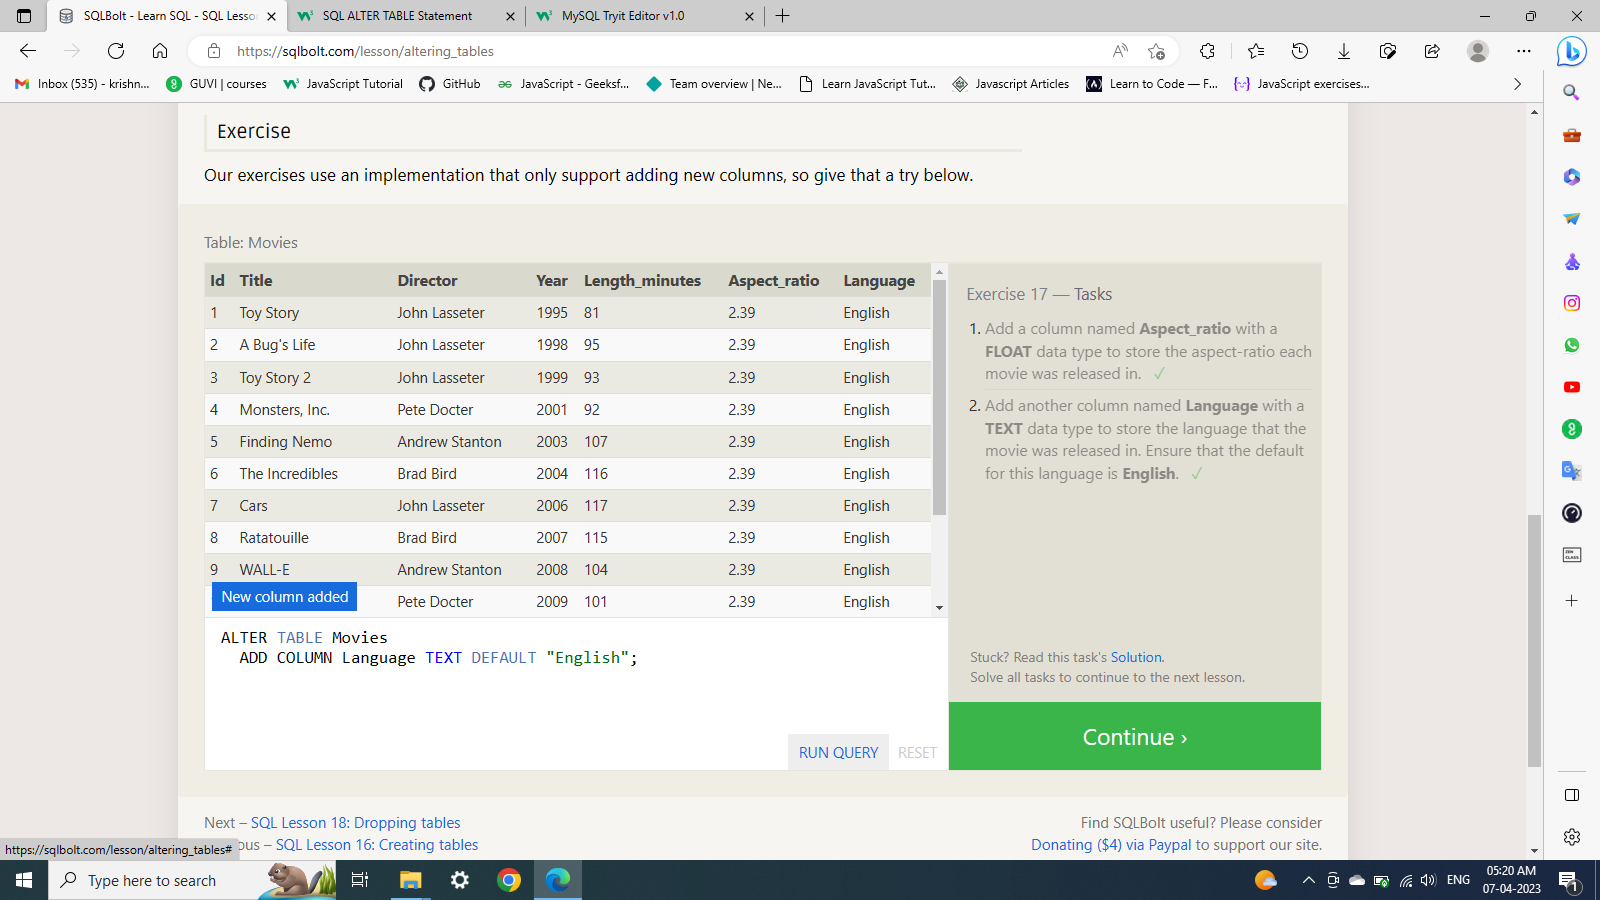 SQLBolt - Learn SQL - SQL Lesso
SQL ALTER TABLE Statement
MySQL Tryit Editor v1.0
https://sqlbolt.com/lesson/altering_tables
Inbox (535) - krishn...
GUVI | courses
JavaScript Tutorial
GitHub
JavaScript - Geeksf...
Team overview | Ne...
Learn JavaScript Tut...
Javascript Articles
Learn to Code — F...
JavaScript exercises...
Exercise
Our exercises use an implementation that only support adding new columns, so give that a try below.
Table: Movies
Id Title Director Year Length_minutes Aspect_ratio Language
1 Toy Story John Lasseter 1995 81 2.39 English
2 A Bug's Life John Lasseter 1998 95 2.39 English
3 Toy Story 2 John Lasseter 1999 93 2.39 English
4 Monsters, Inc. Pete Docter 2001 92 2.39 English
5 Finding Nemo Andrew Stanton 2003 107 2.39 English
6 The Incredibles Brad Bird 2004 116 2.39 English
7 Cars John Lasseter 2006 117 2.39 English
8 Ratatouille Brad Bird 2007 115 2.39 English
9 WALL-E Andrew Stanton 2008 104 2.39 English
Pete Docter 2009 101 2.39 English
New column added
ALTER TABLE Movies
ADD COLUMN Language TEXT DEFAULT "English";
RUN QUERY RESET
Exercise 17 — Tasks
1. Add a column named Aspect_ratio with a
FLOAT data type to store the aspect-ratio each
movie was released in. ✓
2. Add another column named Language with a
TEXT data type to store the language that the
movie was released in. Ensure that the default
for this language is English. ✓
Stuck? Read this task's Solution.
Solve all tasks to continue to the next lesson.
Continue ›
Next – SQL Lesson 18: Dropping tables
ous – SQL Lesson 16: Creating tables
Find SQLBolt useful? Please consider
Donating ($4) via Paypal to support our site.
https://sqlbolt.com/lesson/altering_tables#
Type here to search
ENG
05:20 AM
07-04-2023
1